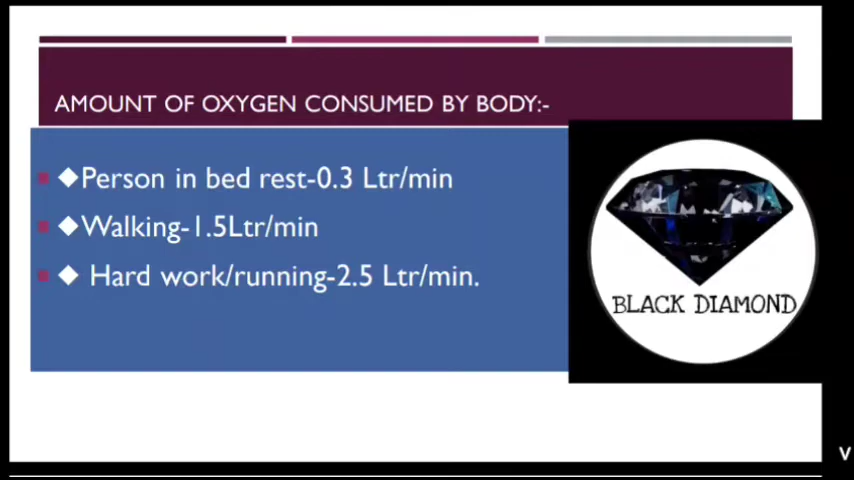 AMOUNT OF OXYGEN CONSUMED BY BODY:-
◆Person in bed rest-0.3 Ltr/min
◆Walking-1.5Ltr/min
◆ Hard work/running-2.5 Ltr/min.
BLACK DIAMOND
V